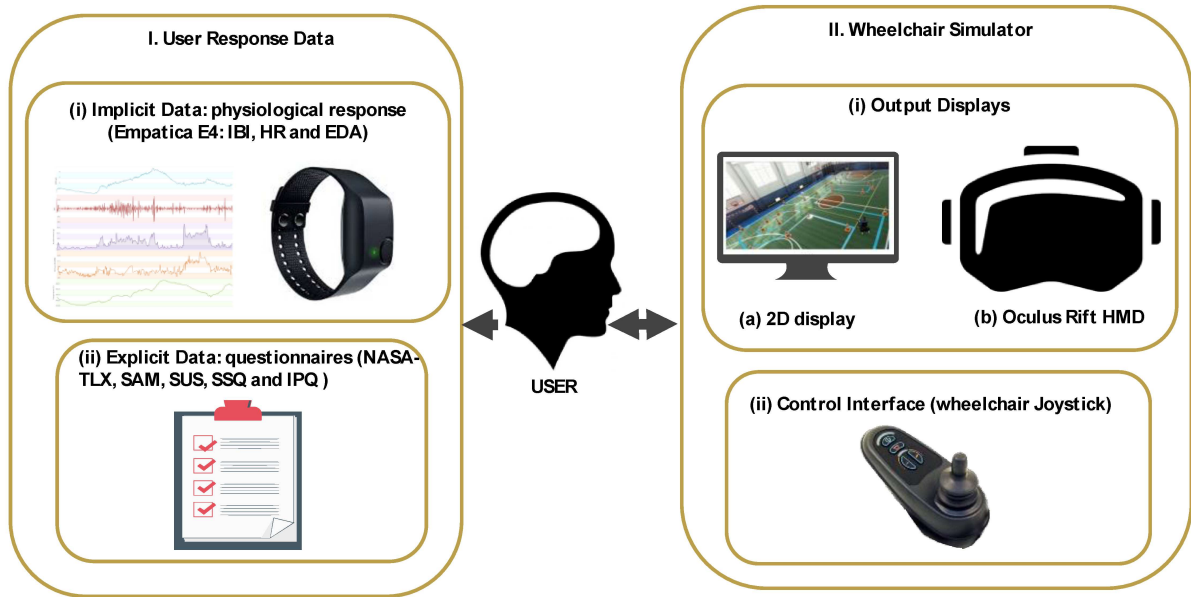 I. User Response Data
(i) Implicit Data: physiological response
(Empatica E4: IBI, HR and EDA)
(ii) Explicit Data: questionnaires (NASA-
TLX, SAM, SUS, SSQ and IPQ )
USER
II. Wheelchair Simulator
(i) Output Displays
(a) 2D display
(b) Oculus Rift HMD
(ii) Control Interface (wheelchair Joystick)